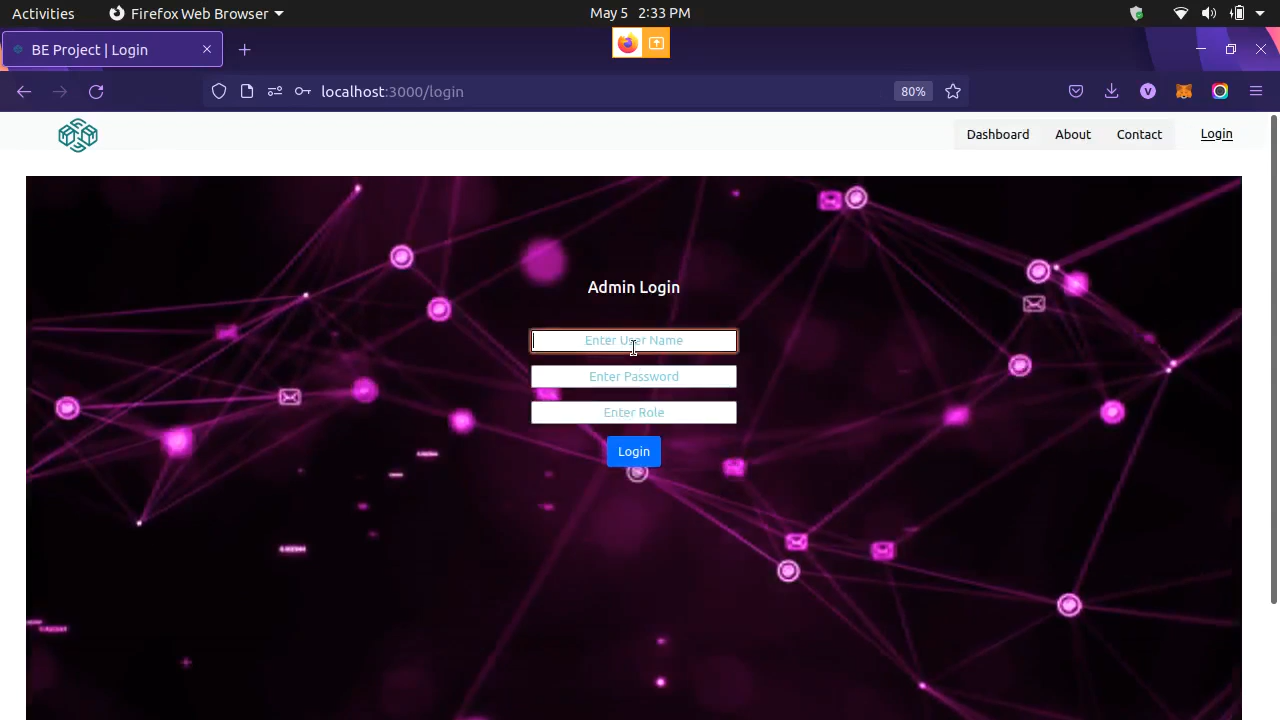 Activities Firefox Web Browser May 5 2:33 PM
BE Project | Login
localhost:3000/login 80%
Dashboard About Contact Login
Admin Login
Enter User Name
Enter Password
Enter Role
Login